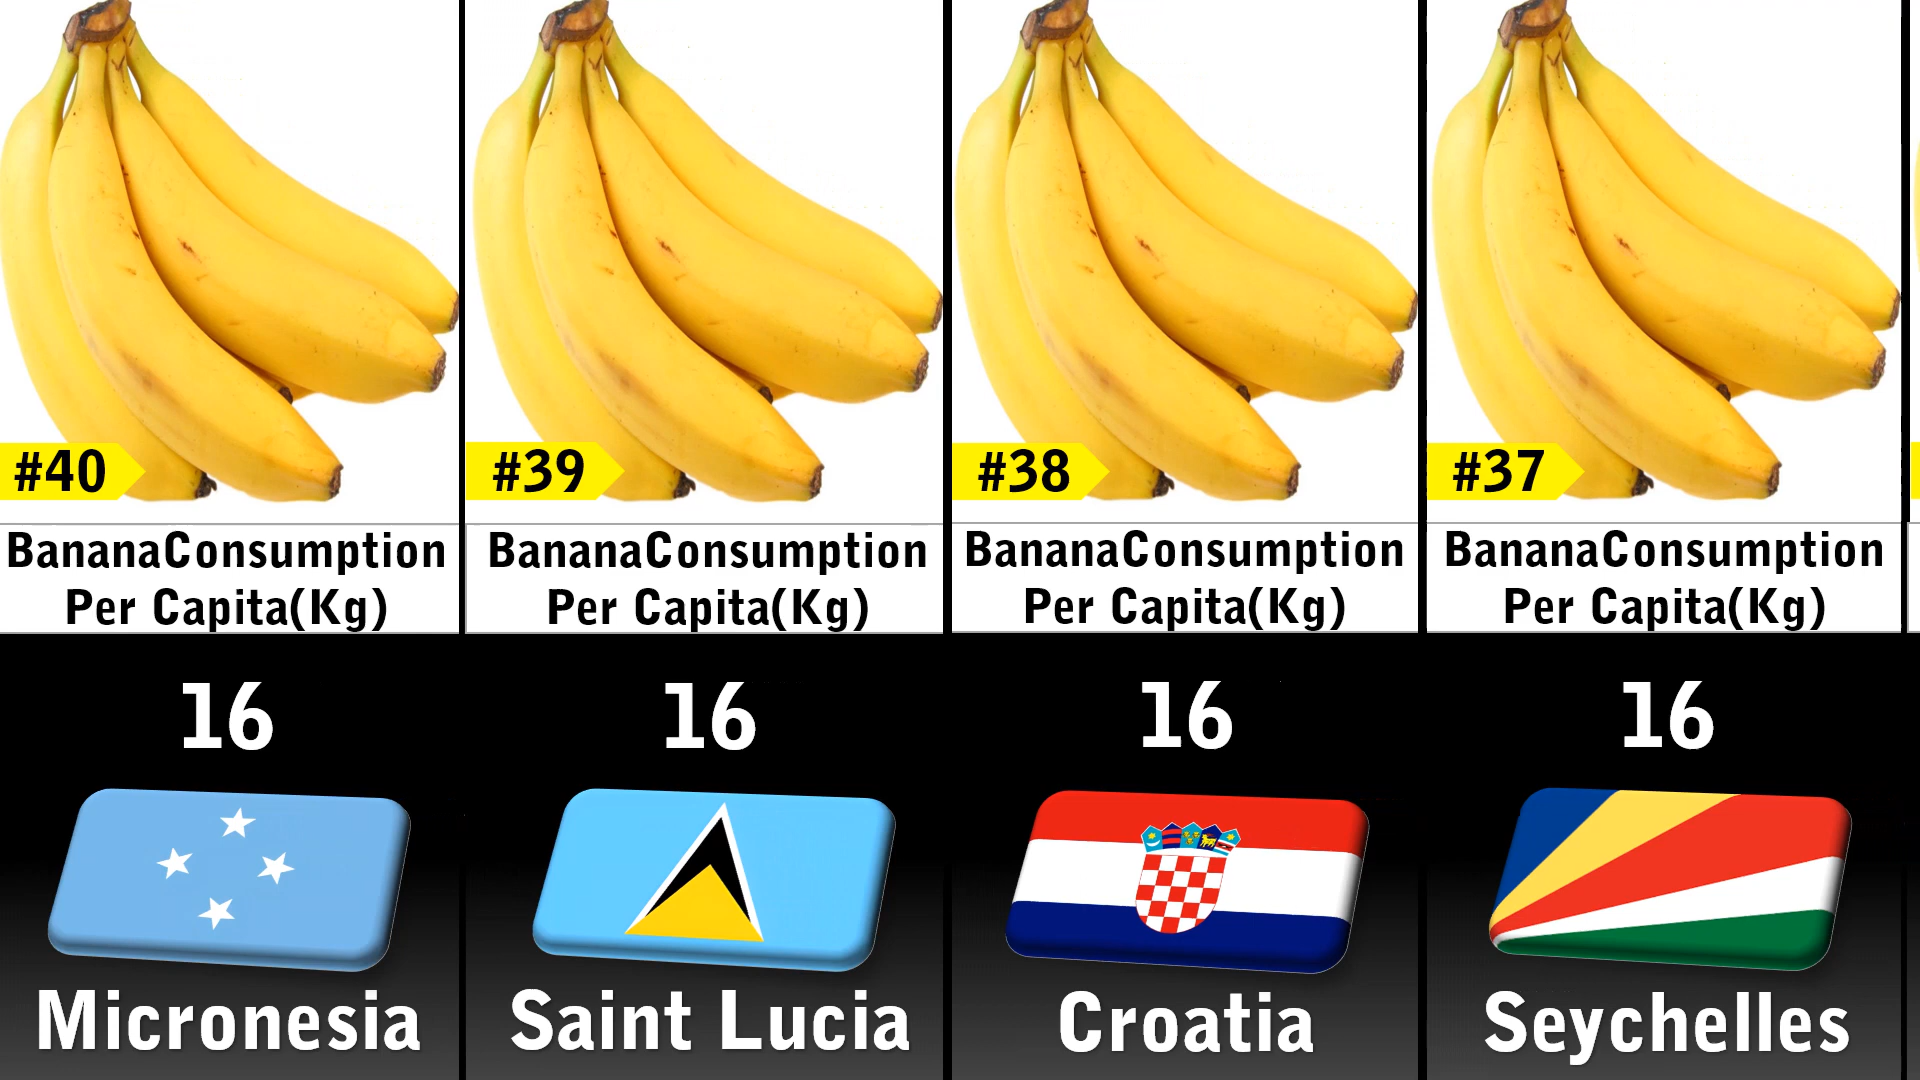 #40
BananaConsumption
Per Capita(Kg)
16
Micronesia
#39
BananaConsumption
Per Capita(Kg)
16
Saint Lucia
#38
BananaConsumption
Per Capita(Kg)
16
Croatia
#37
BananaConsumption
Per Capita(Kg)
16
Seychelles